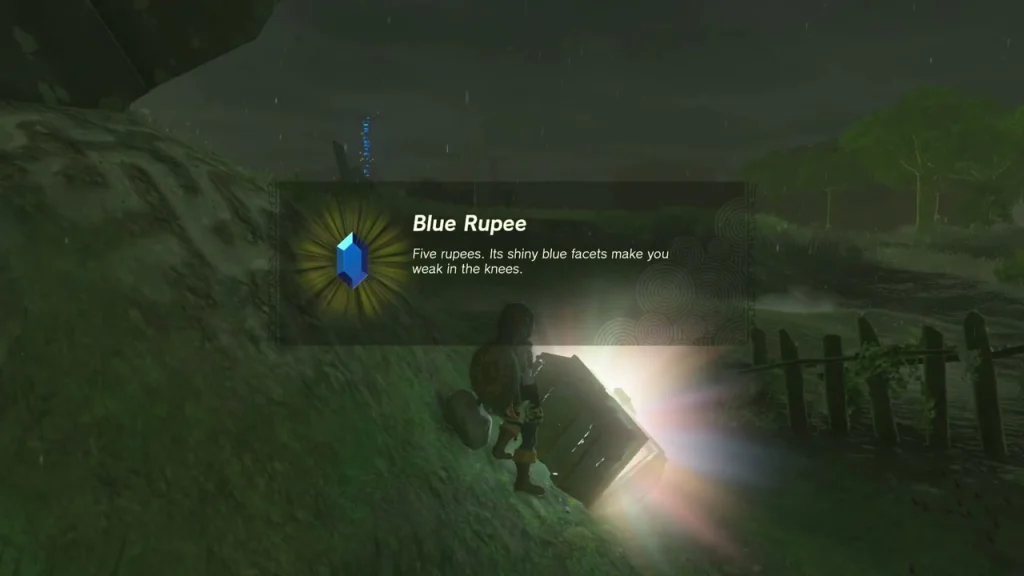 Blue Rupee
Five rupees. Its shiny blue facets make you
weak in the knees.